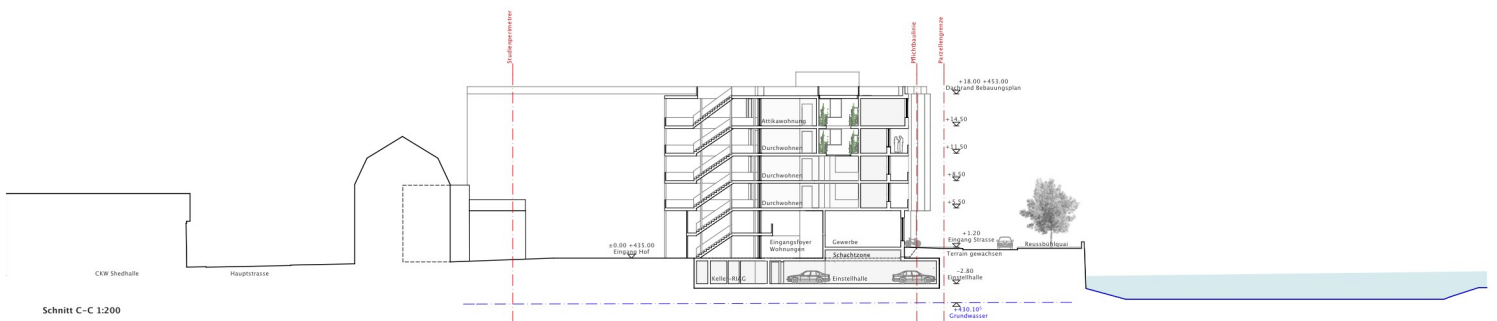 Studienperimeter
Pflichtbaulinie
Parzellengrenze
+18.00 +453.00
Dachrand Bebauungsplan
+14.50
Attikawohnung
+11.50
Durchwohnen
+8.50
Durchwohnen
+5.50
Durchwohnen
+1.20
Eingang Strasse
Reussbühlquai
Terrain gewachsen
±0.00 +435.00
Eingang Hof
Eingangsfoyer
Wohnungen
Gewerbe
Schachtzone
Keller-RIAG
Einstellhalle
-2.80
Einstellhalle
CKW Shedhalle
Hauptstrasse
+430.10⁵
Grundwasser
Schnitt C-C 1:200